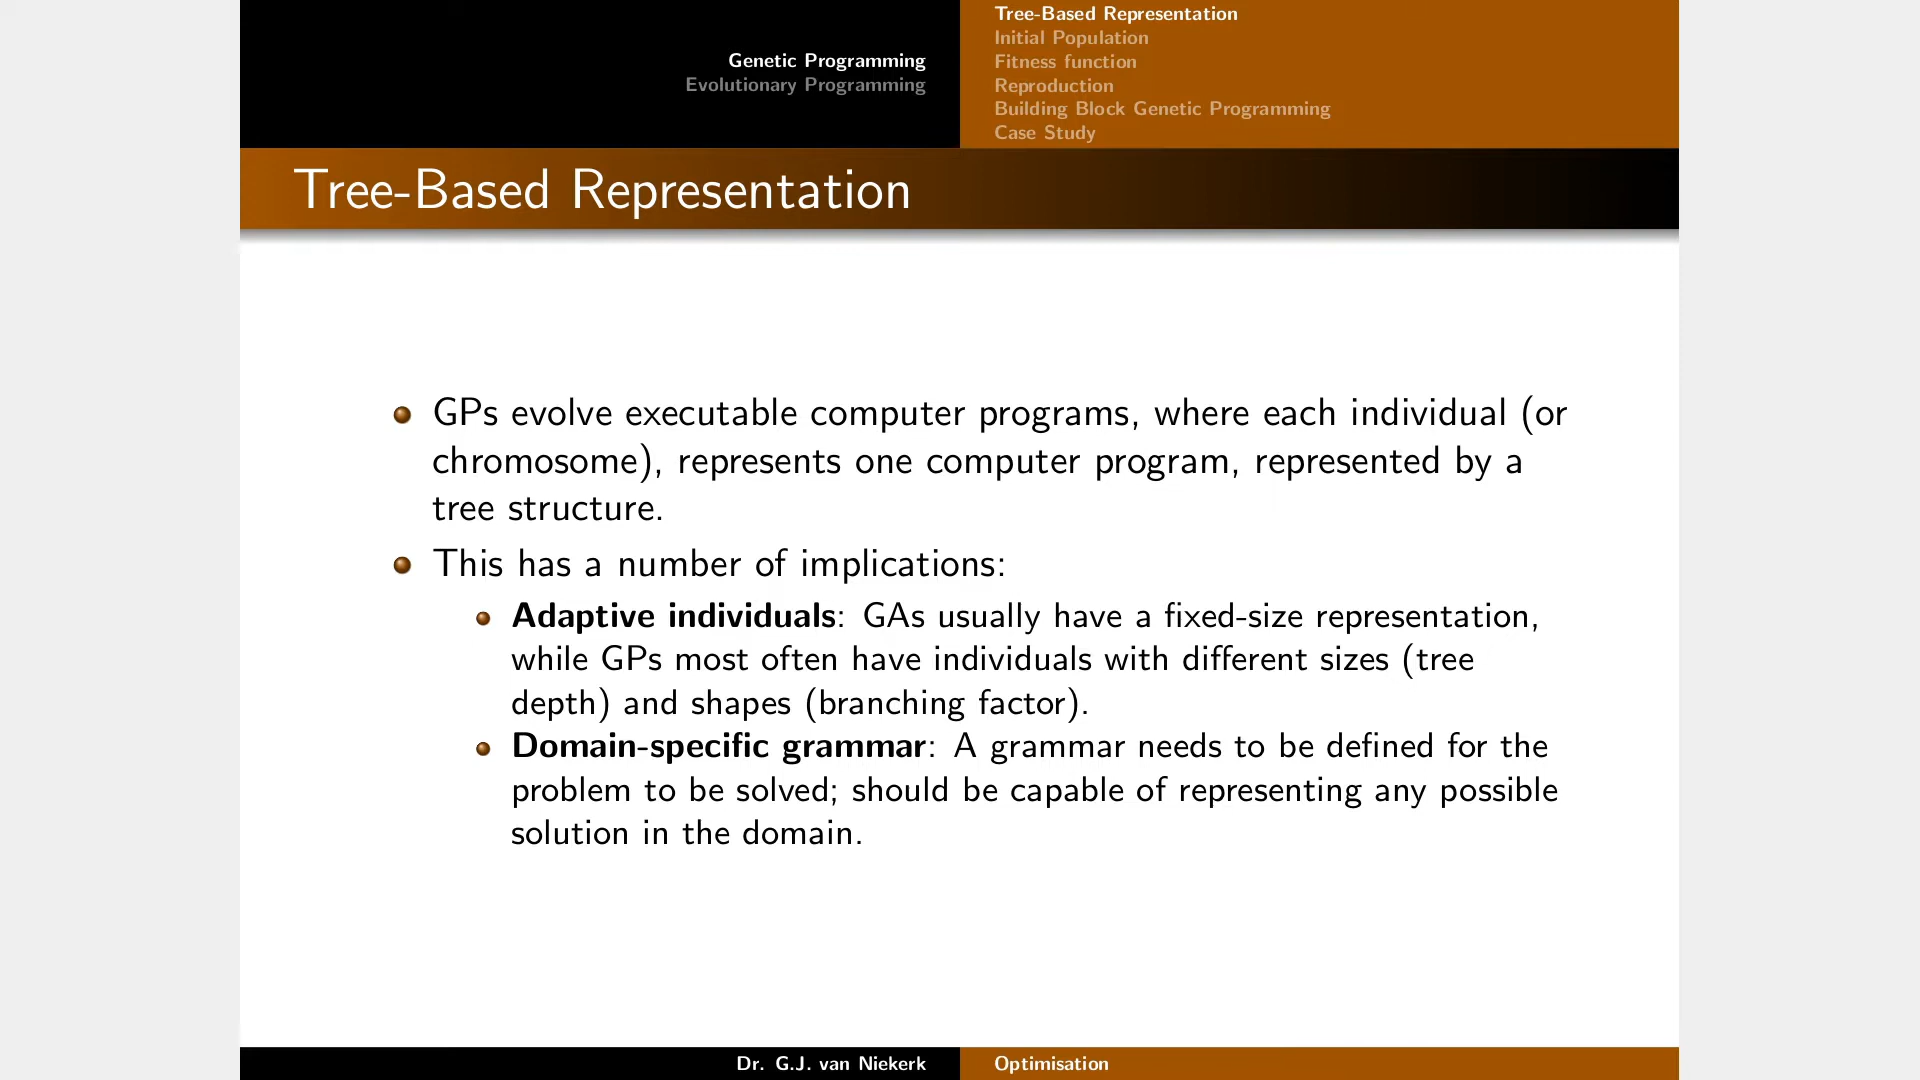 Genetic Programming
Evolutionary Programming
Tree-Based Representation
Initial Population
Fitness function
Reproduction
Building Block Genetic Programming
Case Study
Tree-Based Representation
GPs evolve executable computer programs, where each individual (or
chromosome), represents one computer program, represented by a
tree structure.
This has a number of implications:
Adaptive individuals: GAs usually have a fixed-size representation,
while GPs most often have individuals with different sizes (tree
depth) and shapes (branching factor).
Domain-specific grammar: A grammar needs to be defined for the
problem to be solved; should be capable of representing any possible
solution in the domain.
Dr. G.J. van Niekerk
Optimisation